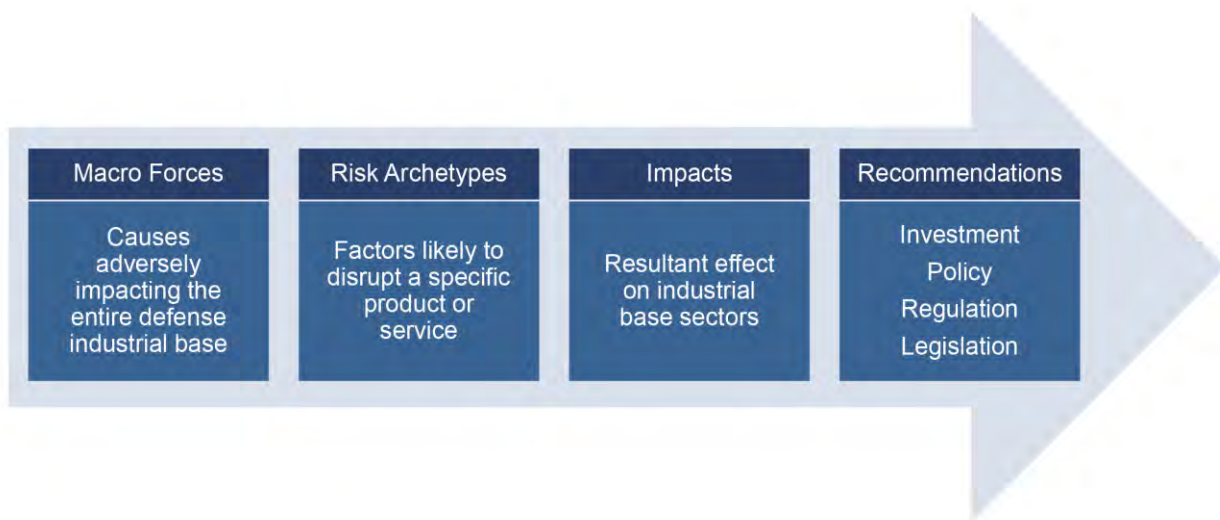 Macro Forces
Causes
adversely
impacting the
entire defense
industrial base
Risk Archetypes
Factors likely to
disrupt a specific
product or
service
Impacts
Resultant effect
on industrial
base sectors
Recommendations
Investment
Policy
Regulation
Legislation